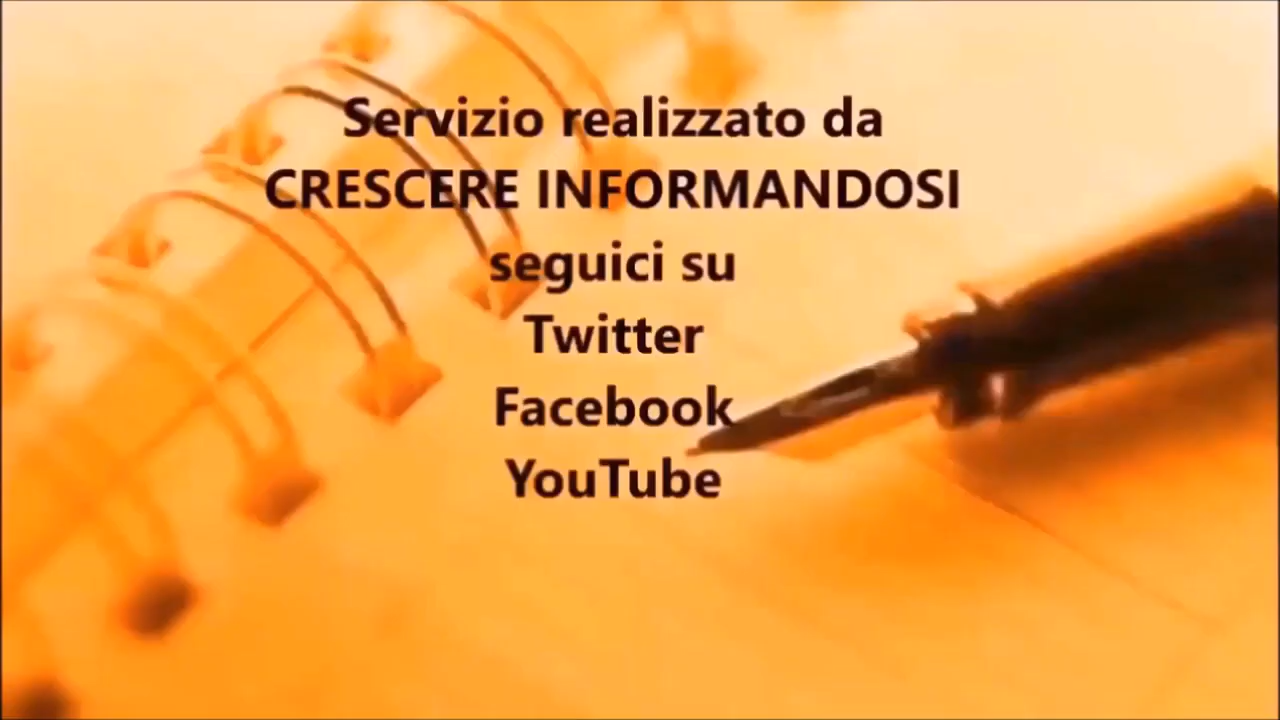 Servizio realizzato da
CRESCERE INFORMANDOSI
seguici su
Twitter
Facebook
YouTube